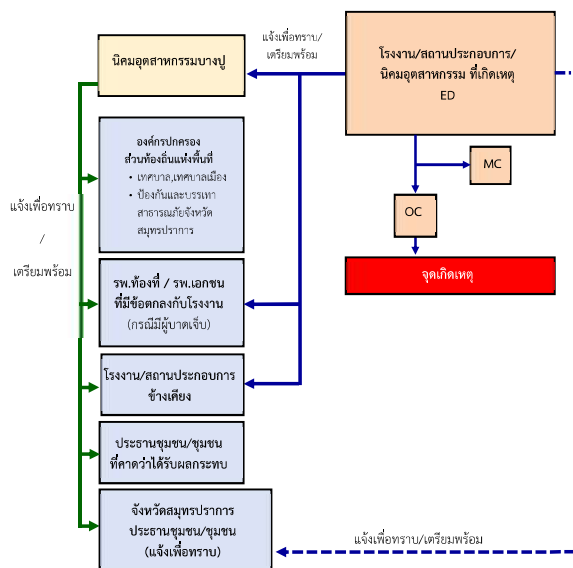 แจ้งเพื่อทราบ/
เตรียมพร้อม
โรงงาน/สถานประกอบการ/
นิคมอุตสาหกรรม ที่เกิดเหตุ
ED
นิคมอุตสาหกรรมบางปู
MC
OC
จุดเกิดเหตุ
แจ้งเพื่อทราบ
/
เตรียมพร้อม
องค์กรปกครอง
ส่วนท้องถิ่นแห่งพื้นที่
• เทศบาล,เทศบาลเมือง
• ป้องกันและบรรเทา
สาธารณภัยจังหวัด
สมุทรปราการ
รพ.ท้องที่ / รพ.เอกชน
ที่มีข้อตกลงกับโรงงาน
(กรณีมีผู้บาดเจ็บ)
โรงงาน/สถานประกอบการ
ข้างเคียง
ประธานชุมชน/ชุมชน
ที่คาดว่าได้รับผลกระทบ
จังหวัดสมุทรปราการ
ประธานชุมชน/ชุมชน
(แจ้งเพื่อทราบ)
แจ้งเพื่อทราบ/เตรียมพร้อม